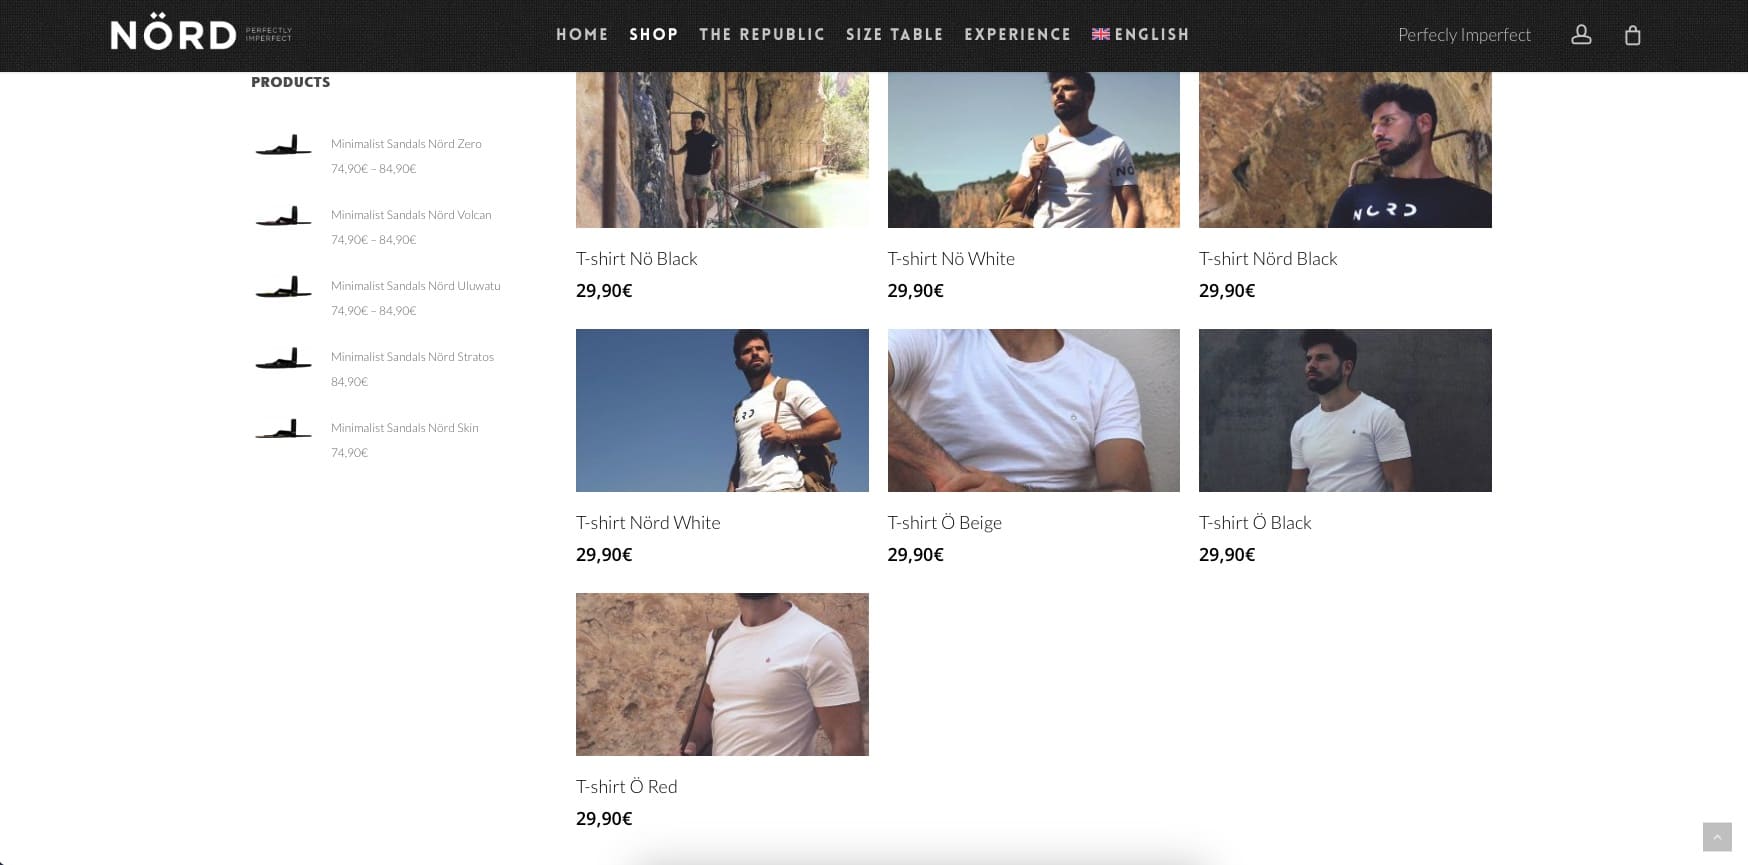 NÖRD
PERFECTLY
IMPERFECT
HOME
SHOP
THE REPUBLIC
SIZE TABLE
EXPERIENCE
ENGLISH
Perfecly Imperfect
PRODUCTS
Minimalist Sandals Nörd Zero
74,90€ – 84,90€
Minimalist Sandals Nörd Volcan
74,90€ – 84,90€
Minimalist Sandals Nörd Uluwatu
74,90€ – 84,90€
Minimalist Sandals Nörd Stratos
84,90€
Minimalist Sandals Nörd Skin
74,90€
NÖ
NÖRD
T-shirt Nö Black
29,90€
T-shirt Nö White
29,90€
T-shirt Nörd Black
29,90€
T-shirt Nörd White
29,90€
T-shirt Ö Beige
29,90€
T-shirt Ö Black
29,90€
T-shirt Ö Red
29,90€